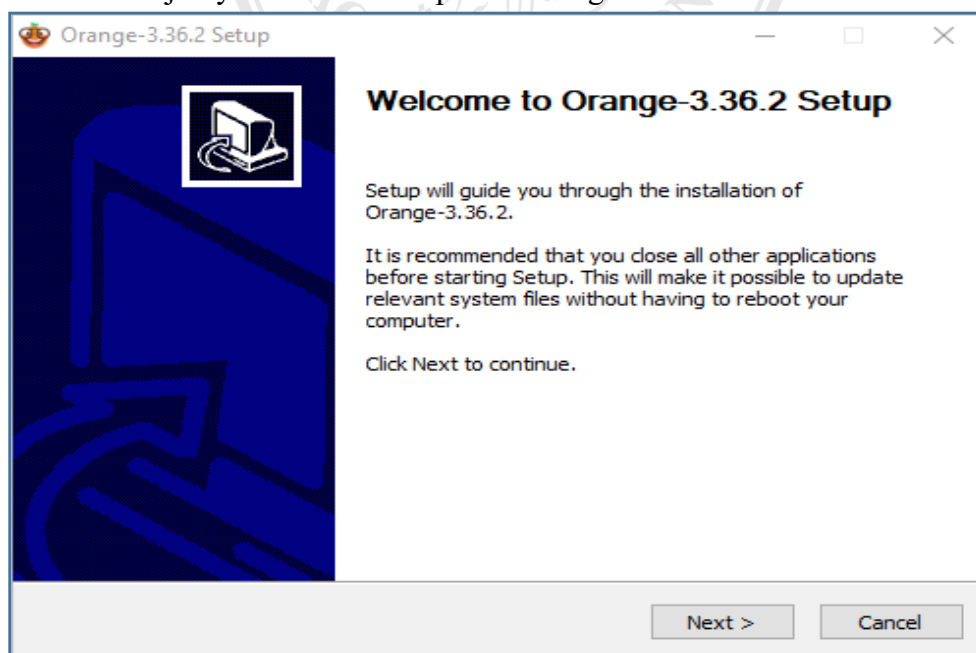 Orange-3.36.2 Setup
Welcome to Orange-3.36.2 Setup
Setup will guide you through the installation of
Orange-3.36.2.
It is recommended that you close all other applications
before starting Setup. This will make it possible to update
relevant system files without having to reboot your
computer.
Click Next to continue.
Next >
Cancel